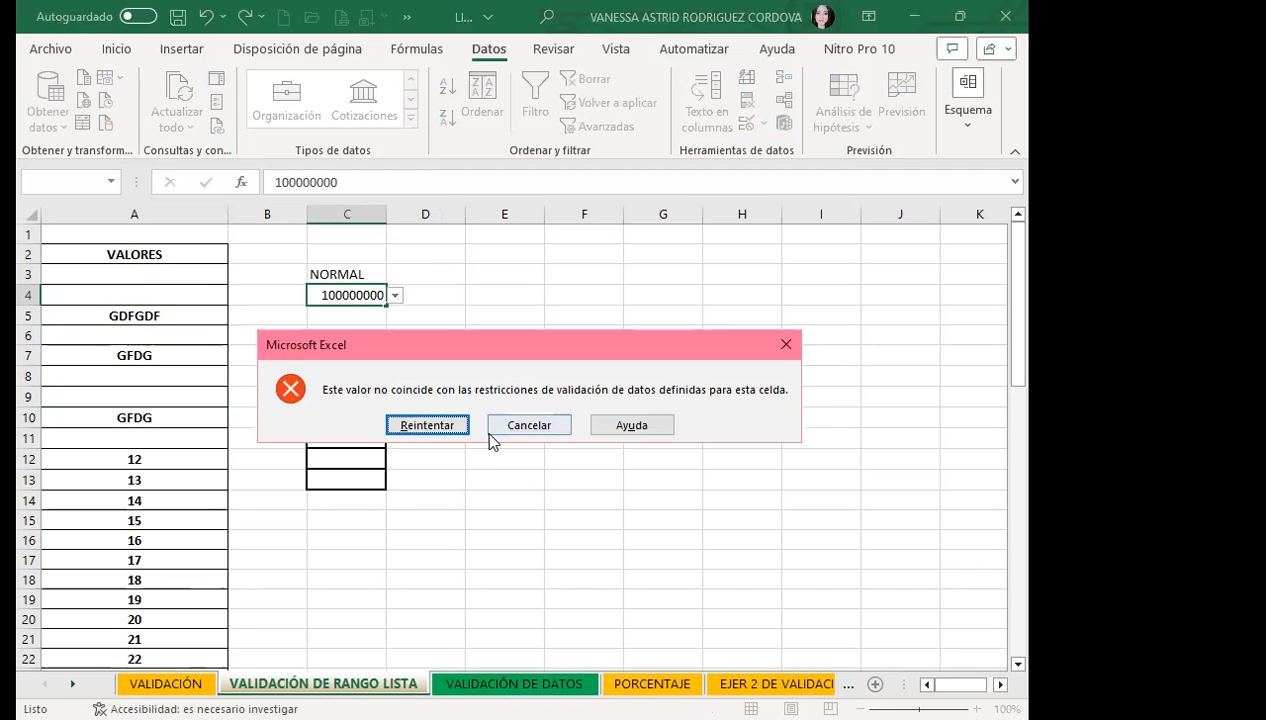 Autoguardado LI... VANESSA ASTRID RODRIGUEZ CORDOVA
Archivo Inicio Insertar Disposición de página Fórmulas Datos Revisar Vista Automatizar Ayuda Nitro Pro 10
Obtener datos Actualizar todo Organización Cotizaciones Ordenar Filtro Borrar Volver a aplicar Avanzadas Texto en columnas Análisis de hipótesis Previsión Esquema
Obtener y transform... Consultas y con... Tipos de datos Ordenar y filtrar Herramientas de datos Previsión
fx 100000000
A B C D E F G H I J K
1
2 VALORES
3 NORMAL
4 100000000
5 GDFGDF
6
7 GFDG
8
9
10 GFDG
11
12 12
13 13
14 14
15 15
16 16
17 17
18 18
19 19
20 20
21 21
22 22
Microsoft Excel
Este valor no coincide con las restricciones de validación de datos definidas para esta celda.
Reintentar Cancelar Ayuda
VALIDACIÓN VALIDACIÓN DE RANGO LISTA VALIDACIÓN DE DATOS PORCENTAJE EJER 2 DE VALIDACI ...
Listo Accesibilidad: es necesario investigar 100%